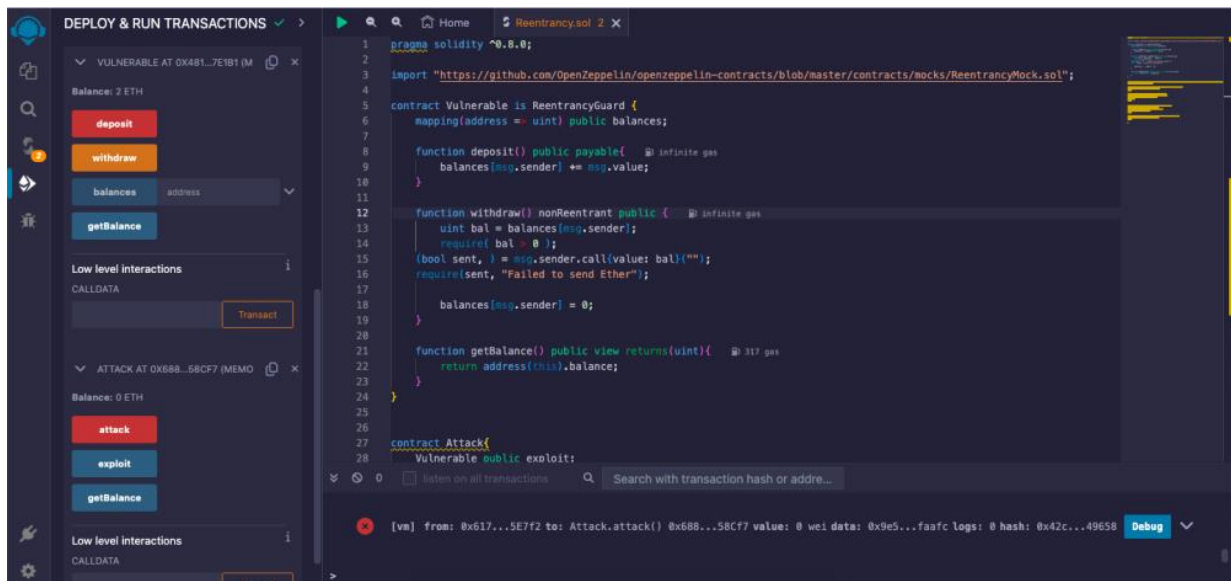 DEPLOY & RUN TRANSACTIONS
VULNERABLE AT 0X481...7E1B1 (M
Balance: 2 ETH
deposit
withdraw
balances address
getBalance
Low level interactions
i
CALLDATA
Transact
ATTACK AT 0X688...58CF7 (MEMO
Balance: 0 ETH
attack
exploit
getBalance
Low level interactions
i
CALLDATA
2
Home
Reentrancy.sol 2
1 pragma solidity ^0.8.0;
2
3 import "https://github.com/OpenZeppelin/openzeppelin-contracts/blob/master/contracts/mocks/ReentrancyMock.sol";
4
5 contract Vulnerable is ReentrancyGuard {
6 mapping(address => uint) public balances;
7
8 function deposit() public payable{ infinite gas
9 balances[msg.sender] += msg.value;
10 }
11
12 function withdraw() nonReentrant public { infinite gas
13 uint bal = balances[msg.sender];
14 require( bal > 0 );
15 (bool sent, ) = msg.sender.call{value: bal}("");
16 require(sent, "Failed to send Ether");
17
18 balances[msg.sender] = 0;
19 }
20
21 function getBalance() public view returns(uint){ 317 gas
22 return address(this).balance;
23 }
24 }
25
26
27 contract Attack{
28 Vulnerable public exploit;
0 listen on all transactions Search with transaction hash or addre...
[vm] from: 0x617...5E7f2 to: Attack.attack() 0x688...58Cf7 value: 0 wei data: 0x9e5...faafc logs: 0 hash: 0x42c...49658 Debug
>